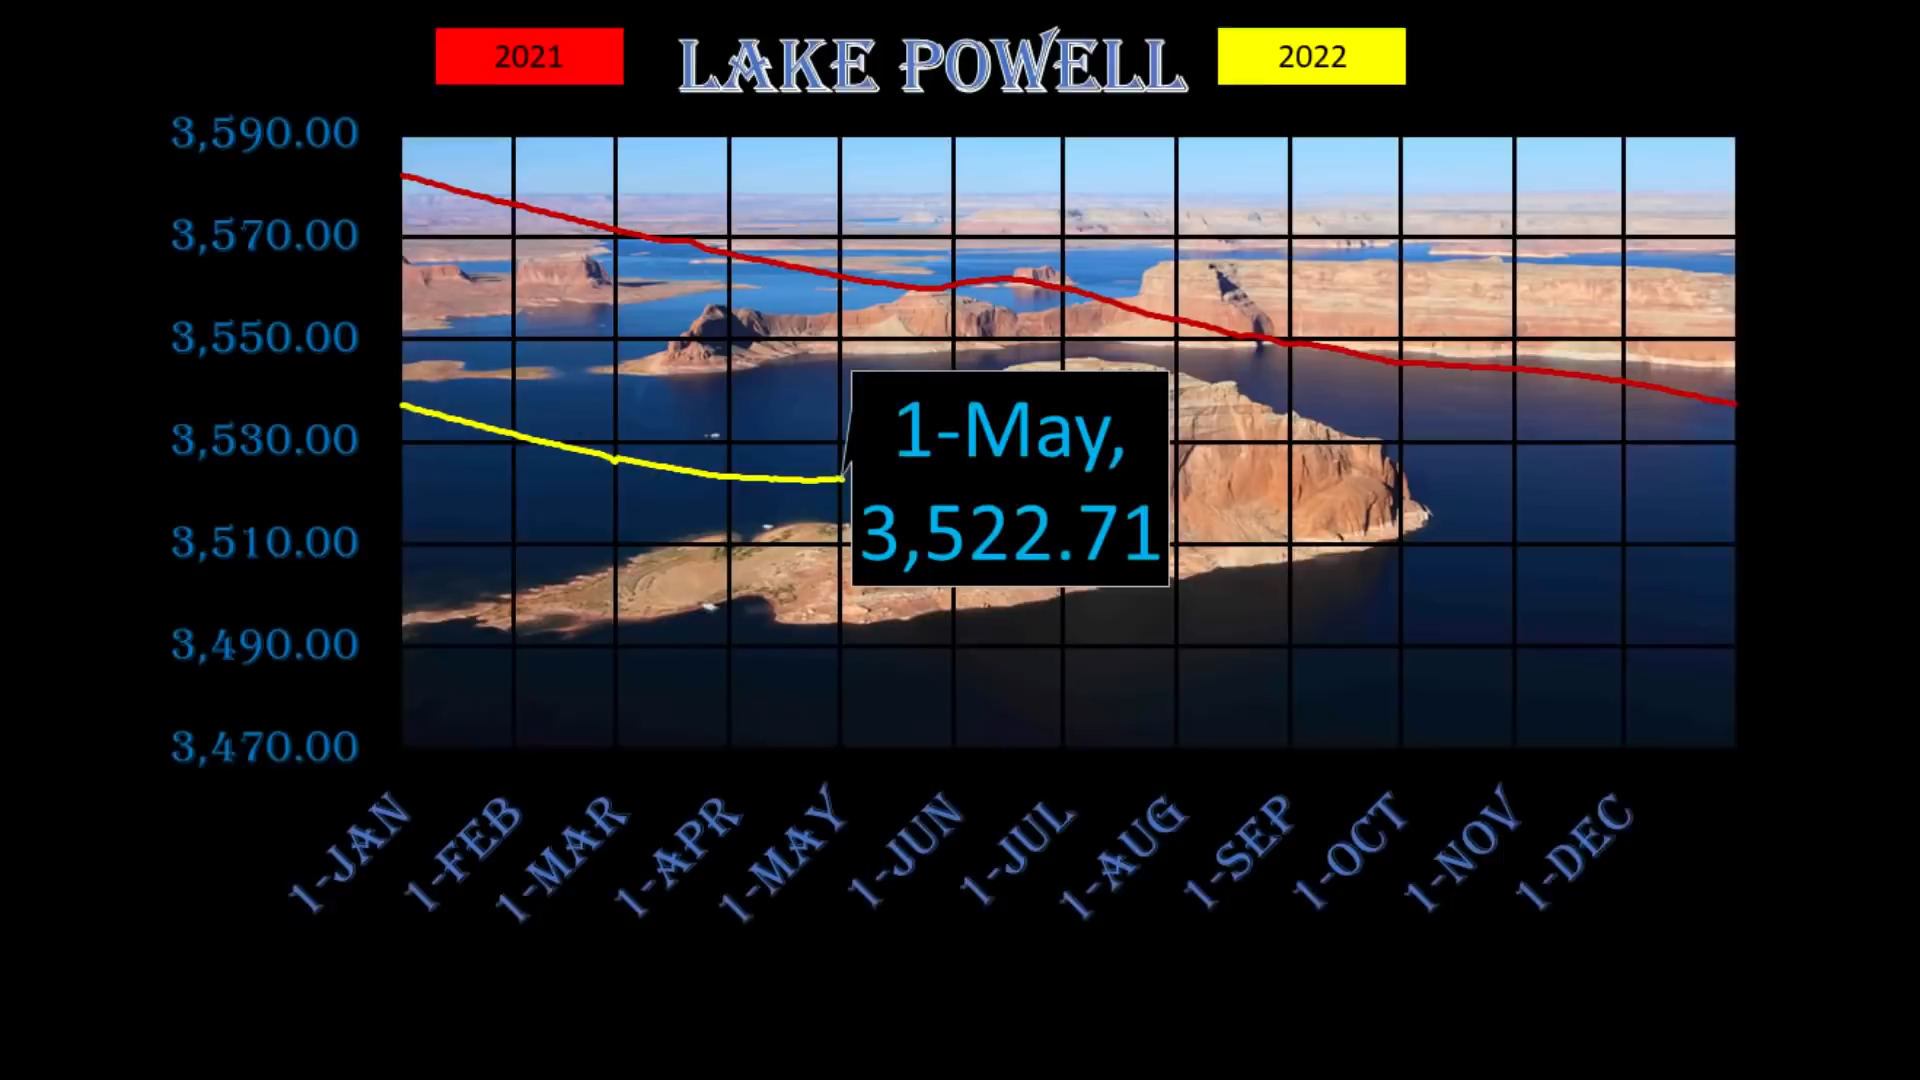 2021
LAKE POWELL
2022
3,590.00
3,570.00
3,550.00
3,530.00
3,510.00
3,490.00
3,470.00
1-May,
3,522.71
1-JAN
1-FEB
1-MAR
1-APR
1-MAY
1-JUN
1-JUL
1-AUG
1-SEP
1-OCT
1-NOV
1-DEC